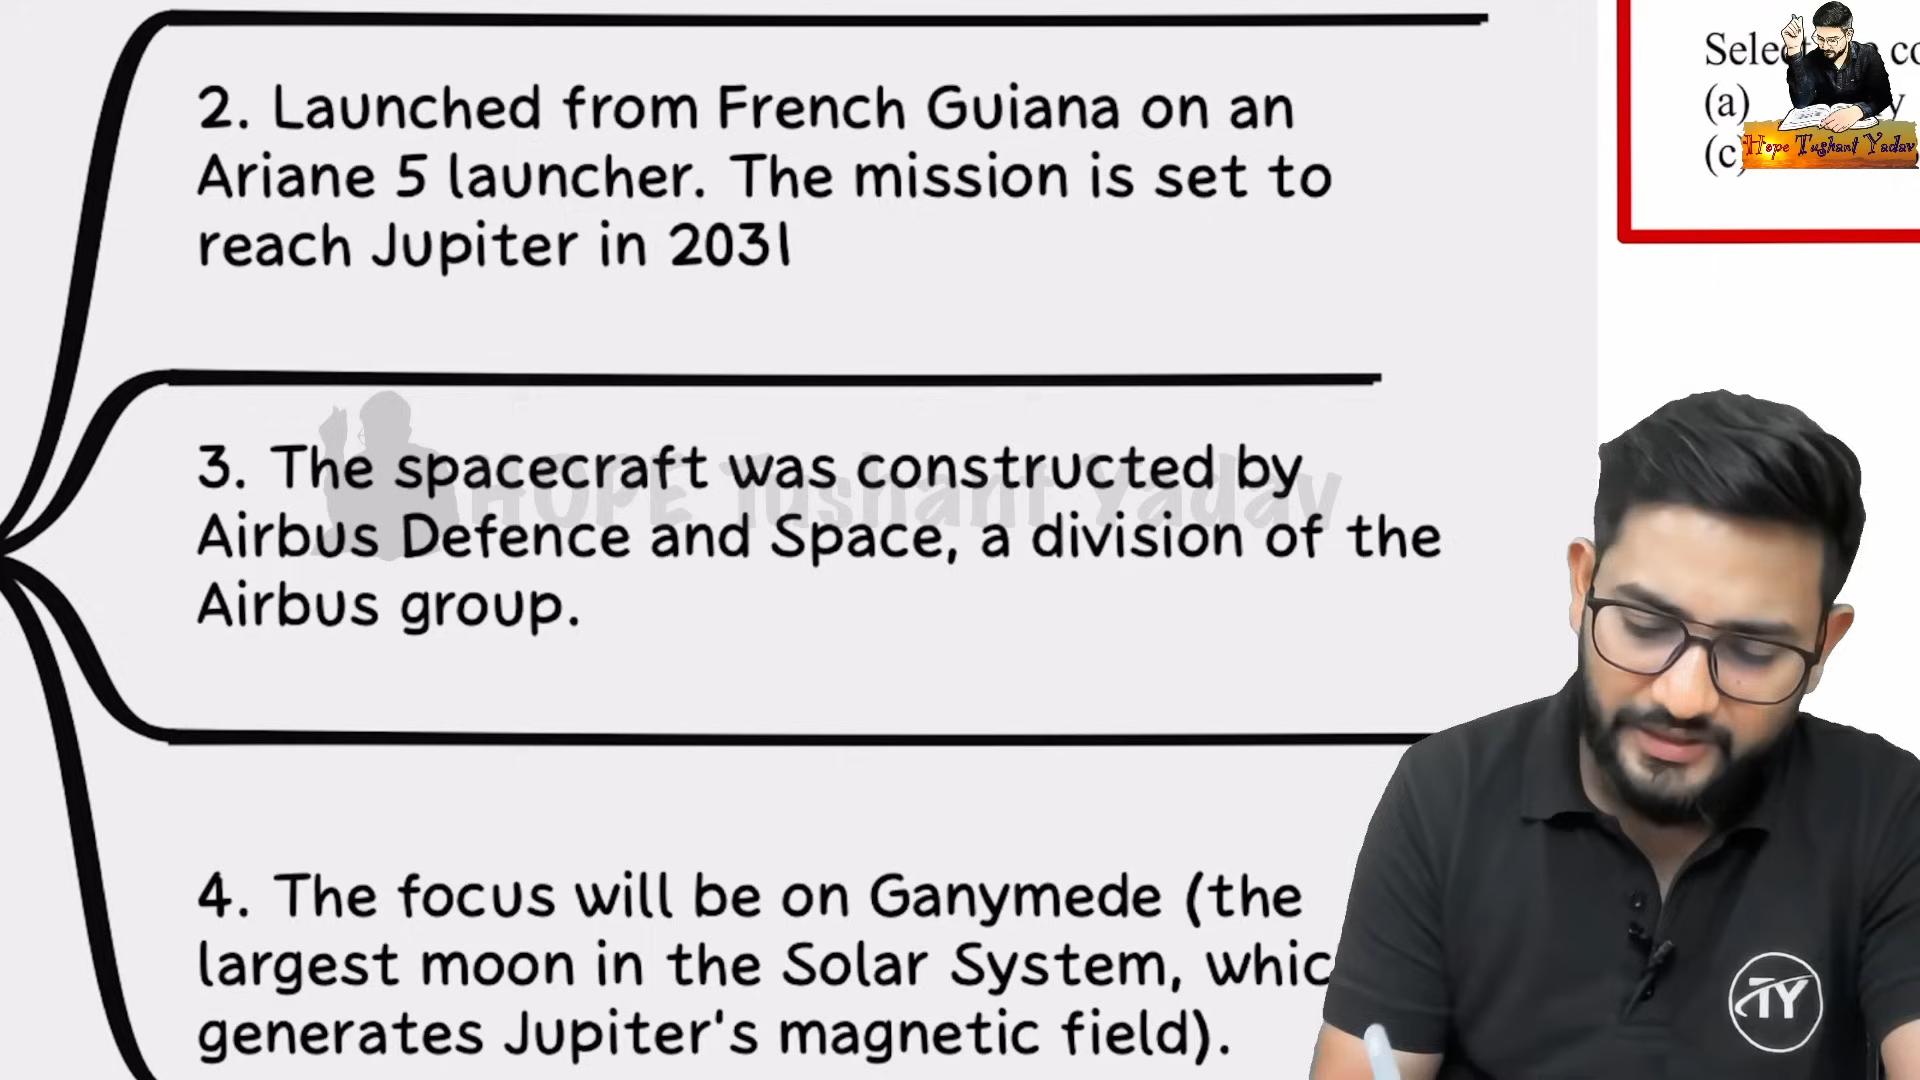 2. Launched from French Guiana on an
Ariane 5 launcher. The mission is set to
reach Jupiter in 2031
3. The spacecraft was constructed by
Airbus Defence and Space, a division of the
Airbus group.
4. The focus will be on Ganymede (the
largest moon in the Solar System, whic
generates Jupiter's magnetic field).
HOPE Tushant Yadav
(a)
(c)
Hope Tushant Yadav
TY